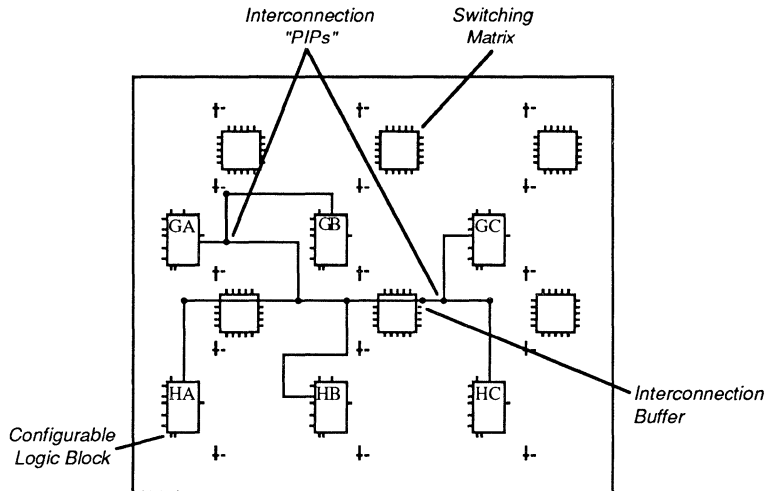 Interconnection
"PIPs"
Switching
Matrix
GA
GB
GC
HA
HB
HC
Interconnection
Buffer
Configurable
Logic Block